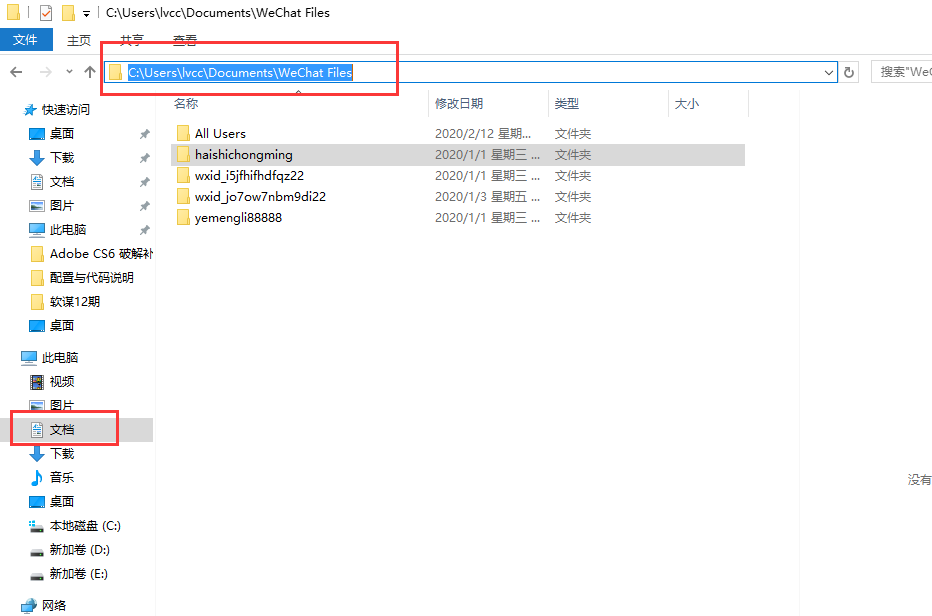 C:\Users\lvcc\Documents\WeChat Files
文件 主页 共享 查看
C:\Users\lvcc\Documents\WeChat Files 搜索"WeC
名称 修改日期 类型 大小
All Users 2020/2/12 星期... 文件夹
haishichongming 2020/1/1 星期三 ... 文件夹
wxid_i5jfhifhdfqz22 2020/1/1 星期三 ... 文件夹
wxid_jo7ow7nbm9di22 2020/1/3 星期五 ... 文件夹
yemengli88888 2020/1/1 星期三 ... 文件夹
快速访问
桌面
下载
文档
图片
此电脑
Adobe CS6 破解补
配置与代码说明
软谋12期
桌面
此电脑
视频
图片
文档
下载
音乐
桌面
本地磁盘 (C:)
新加卷 (D:)
新加卷 (E:)
网络
没有